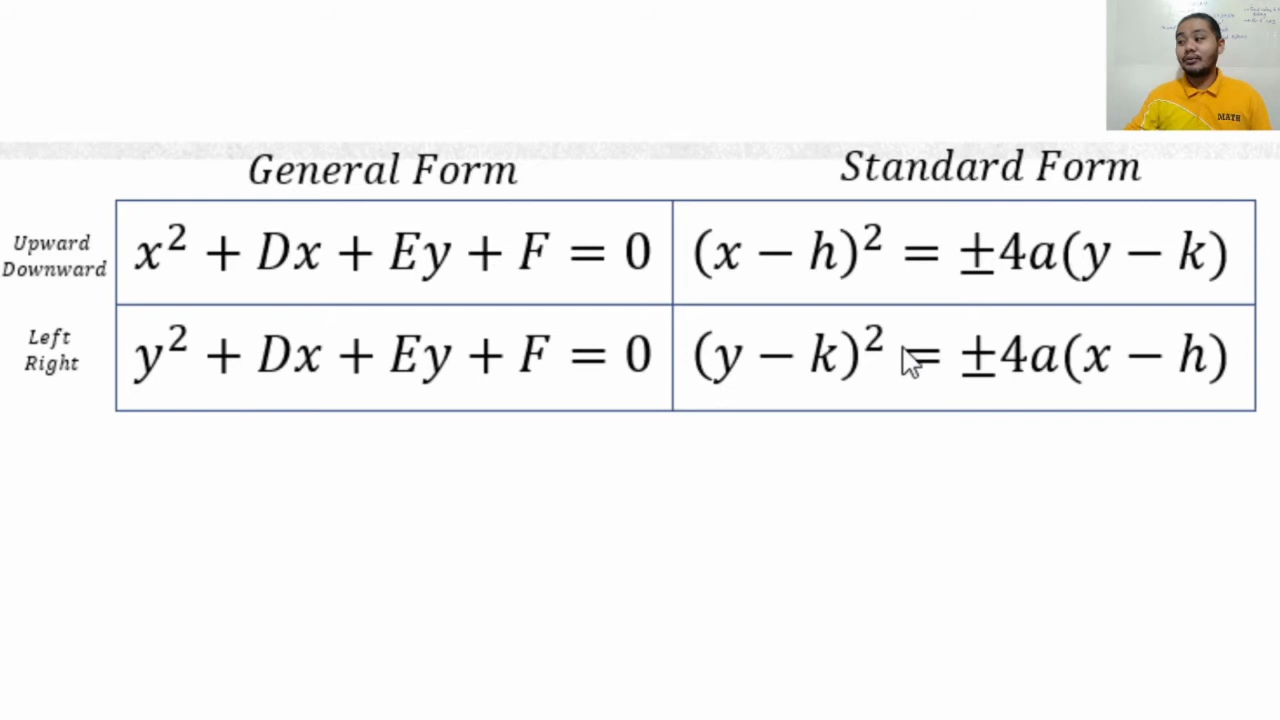 MATH
General Form
Standard Form
Upward
Downward
x² + Dx + Ey + F = 0
(x − h)² = ±4a(y − k)
Left
Right
y² + Dx + Ey + F = 0
(y − k)² = ±4a(x − h)